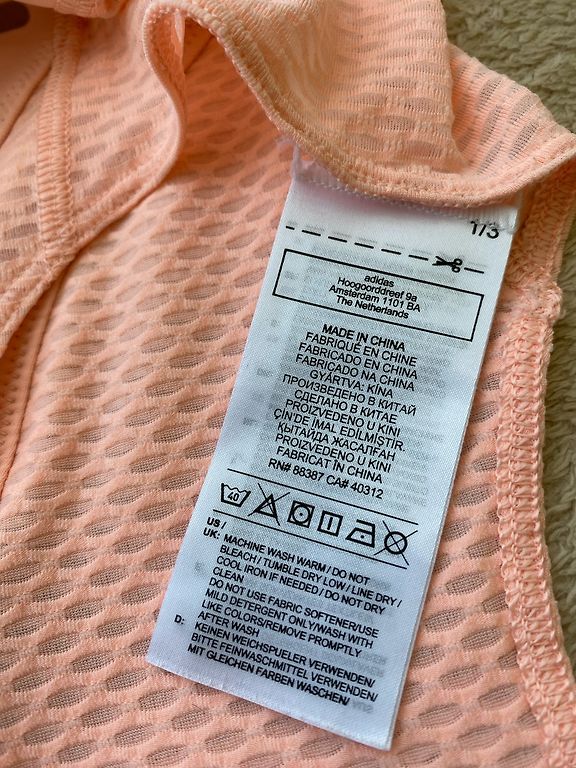 1/3
adidas
Hoogoorddreef 9a
Amsterdam 1101 BA
The Netherlands
MADE IN CHINA
FABRIQUÉ EN CHINE
FABRICADO EN CHINA
FABRICADO NA CHINA
GYÁRTVA: KÍNA
ПРОИЗВЕДЕНО В КИТАЙ
СДЕЛАНО В КИТАЕ
PROIZVEDENO U KINI
ÇIN'DE IMAL EDİLMİŞTİR.
ҚЫТАЙДА ЖАСАЛҒАН
PROIZVEDENO U KINI
FABRICAT ÎN CHINA
RN# 88387 CA# 40312
40
US /
UK: MACHINE WASH WARM / DO NOT
BLEACH / TUMBLE DRY LOW / LINE DRY /
COOL IRON IF NEEDED / DO NOT DRY
CLEAN
DO NOT USE FABRIC SOFTENER/USE
MILD DETERGENT ONLY/WASH WITH
LIKE COLORS/REMOVE PROMPTLY
AFTER WASH
D: KEINEN WEICHSPUELER VERWENDEN/
BITTE FEINWASCHMITTEL VERWENDEN/
MIT GLEICHEN FARBEN WASCHEN/